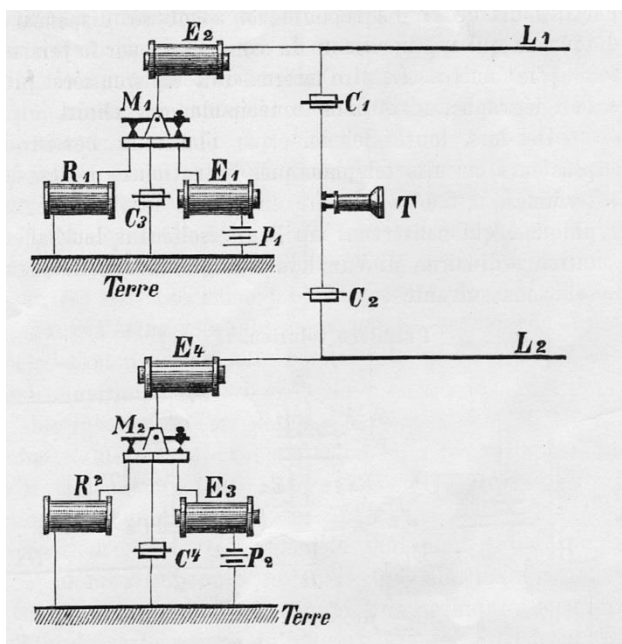 E2 L1
C1
M1
R1 E1
C3 T
P1
Terre
C2
E4
L2
M2
R2 E3
C4 P2
Terre